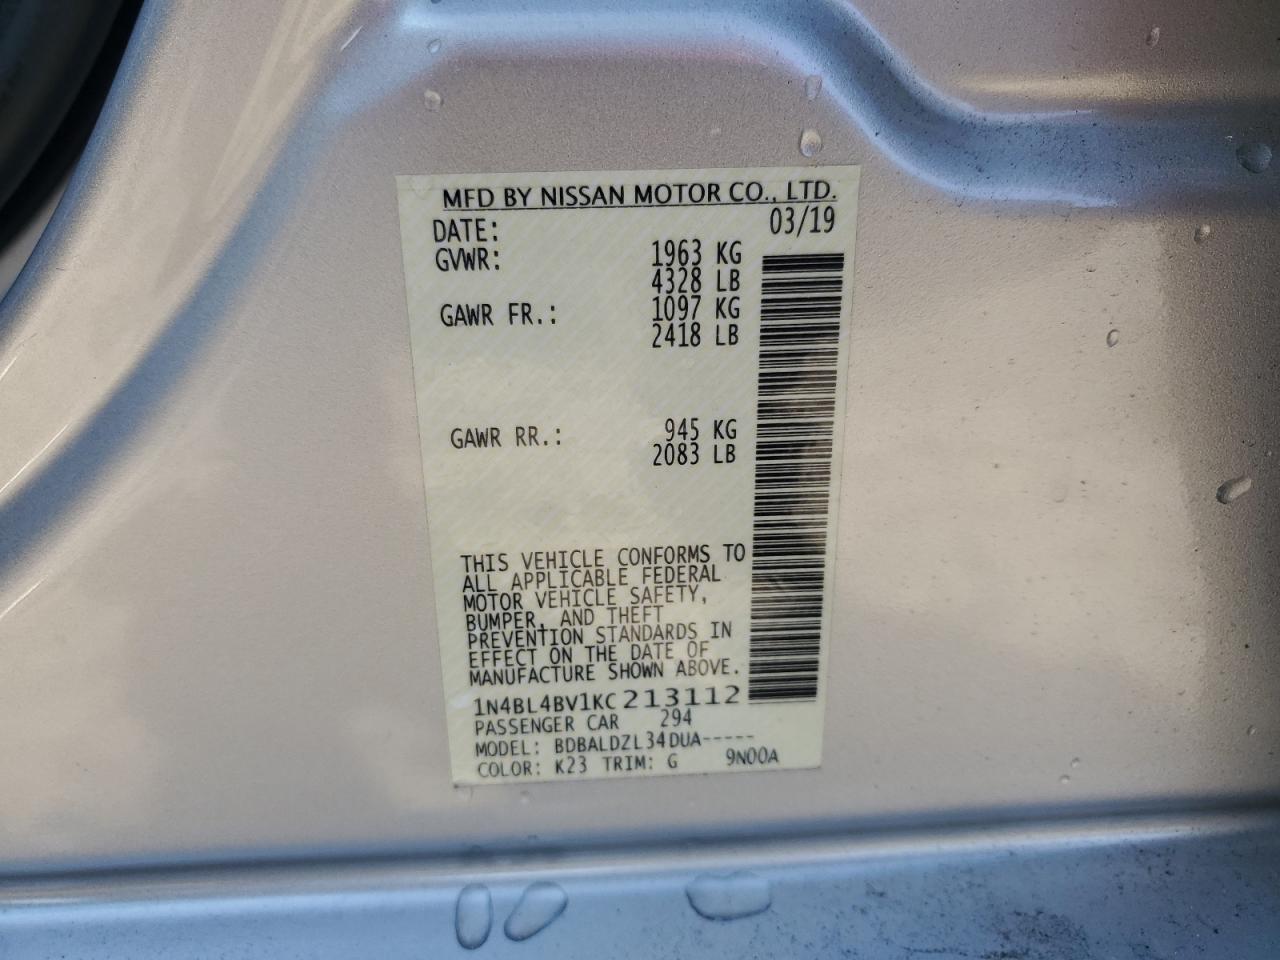 MFD BY NISSAN MOTOR CO., LTD.
DATE: 03/19
GVWR: 1963 KG
4328 LB
GAWR FR.: 1097 KG
2418 LB
GAWR RR.: 945 KG
2083 LB
THIS VEHICLE CONFORMS TO
ALL APPLICABLE FEDERAL
MOTOR VEHICLE SAFETY,
BUMPER, AND THEFT
PREVENTION STANDARDS IN
EFFECT ON THE DATE OF
MANUFACTURE SHOWN ABOVE.
1N4BL4BV1KC213112
PASSENGER CAR 294
MODEL: BDBALDZL34DUA-----
COLOR: K23 TRIM: G 9N00A